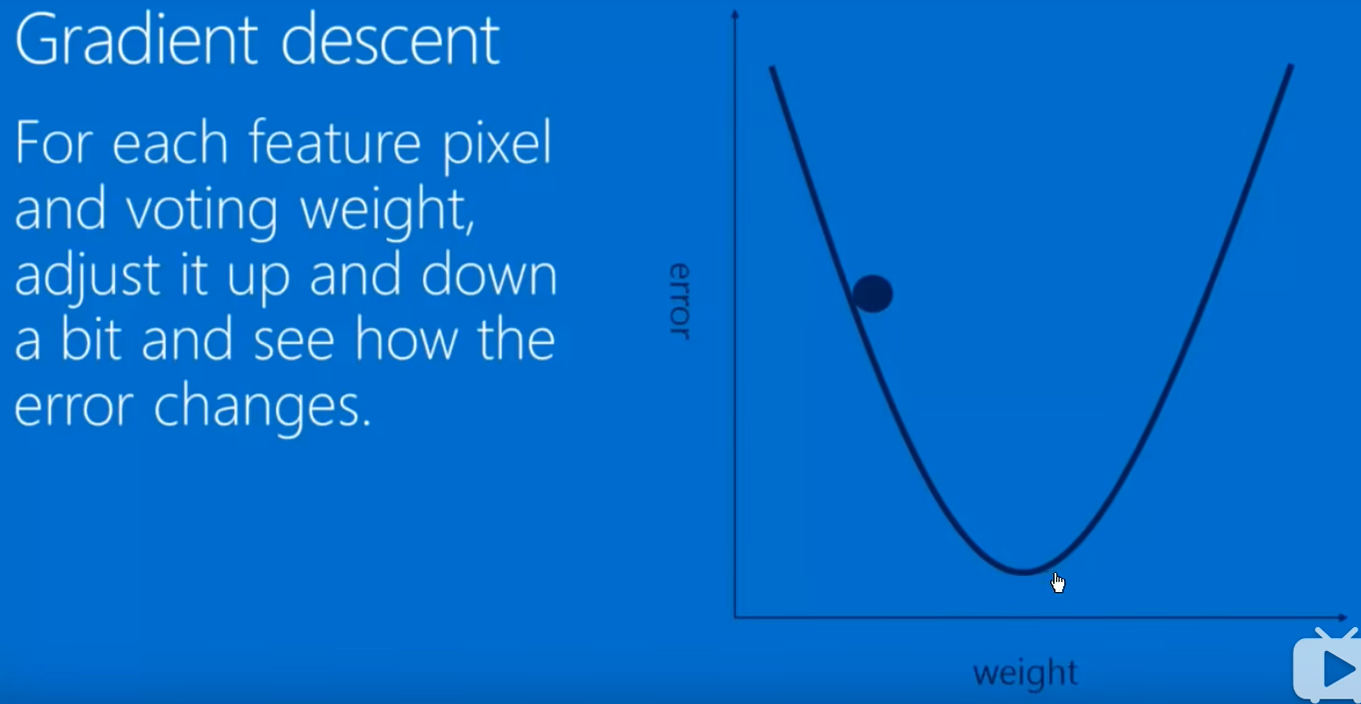 Gradient descent
For each feature pixel
and voting weight,
adjust it up and down
a bit and see how the
error changes.
error
weight